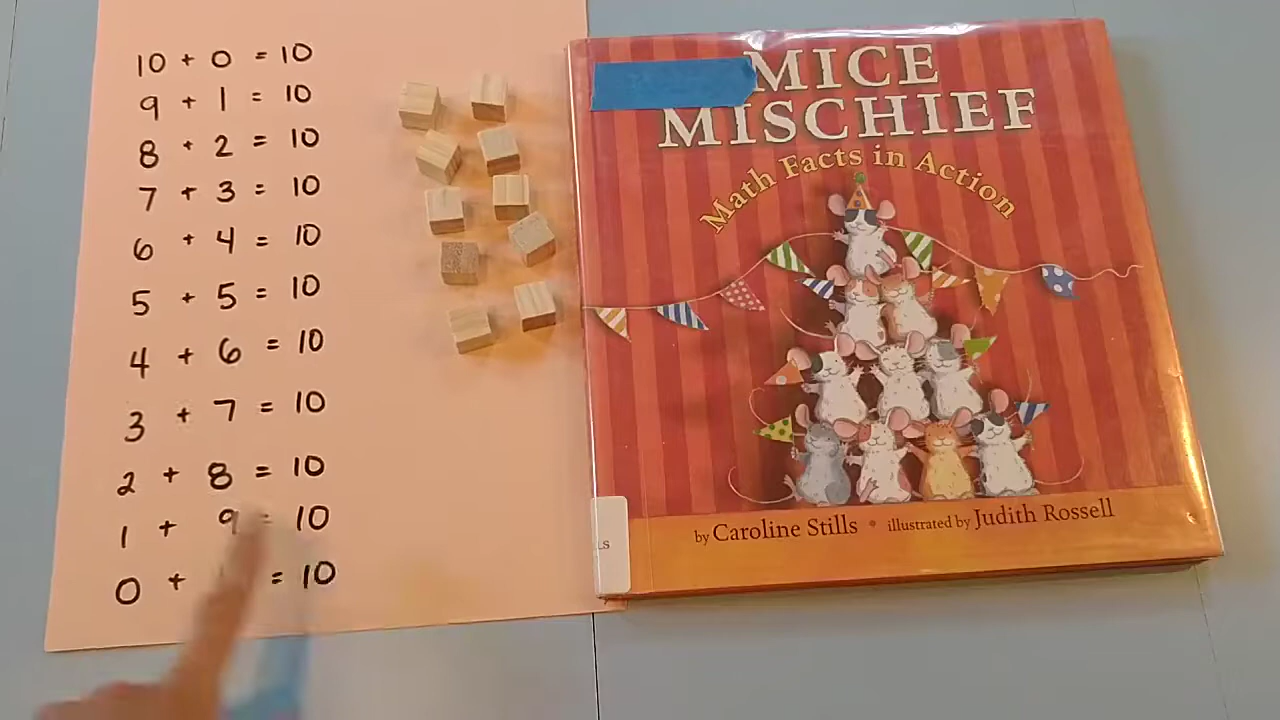 10 + 0 = 10
9 + 1 = 10
8 + 2 = 10
7 + 3 = 10
6 + 4 = 10
5 + 5 = 10
4 + 6 = 10
3 + 7 = 10
2 + 8 = 10
1 + 9 = 10
0 + = 10
MICE
MISCHIEF
Math Facts in Action
by Caroline Stills • illustrated by Judith Rossell